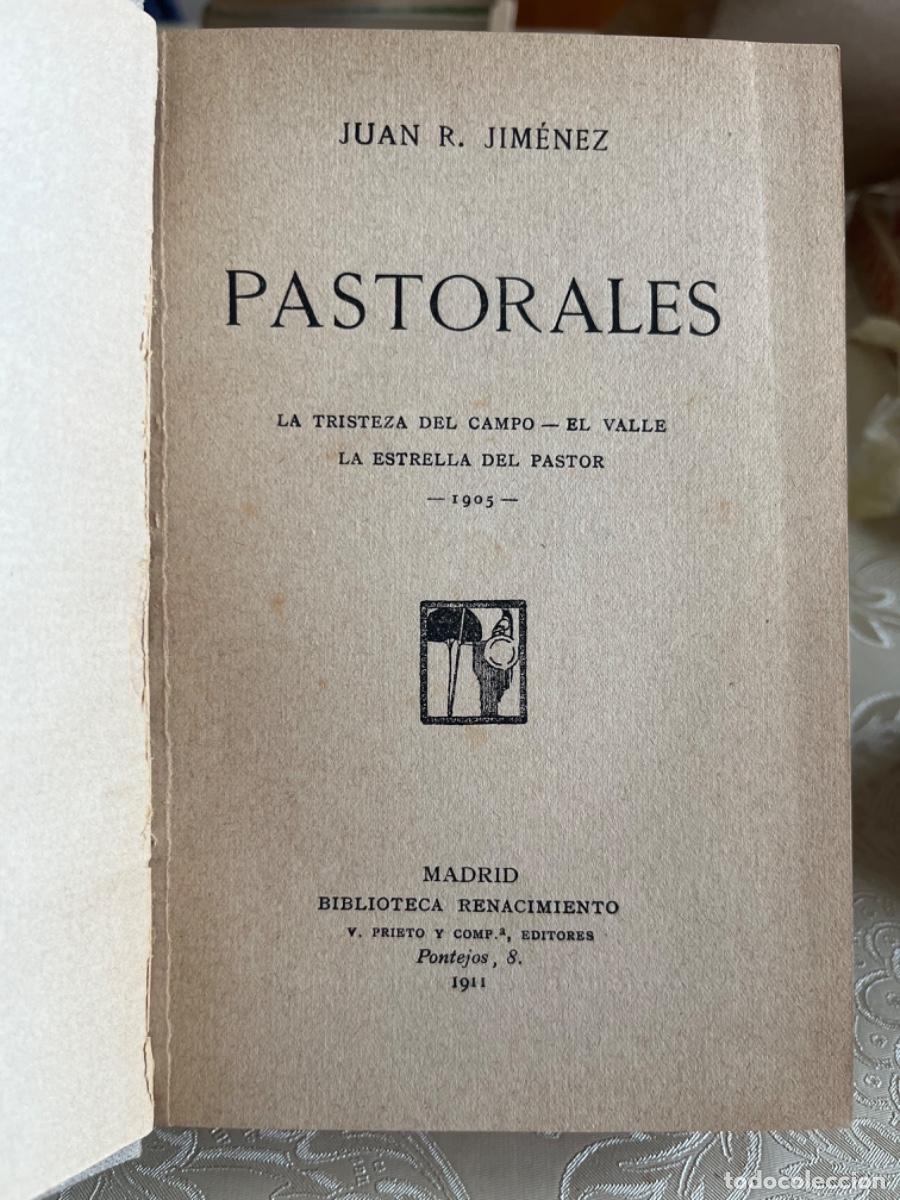 JUAN R. JIMÉNEZ
PASTORALES
LA TRISTEZA DEL CAMPO — EL VALLE
LA ESTRELLA DEL PASTOR
— 1905 —
MADRID
BIBLIOTECA RENACIMIENTO
V. PRIETO Y COMP.ª, EDITORES
Pontejos, 8.
1911
todocoleccion